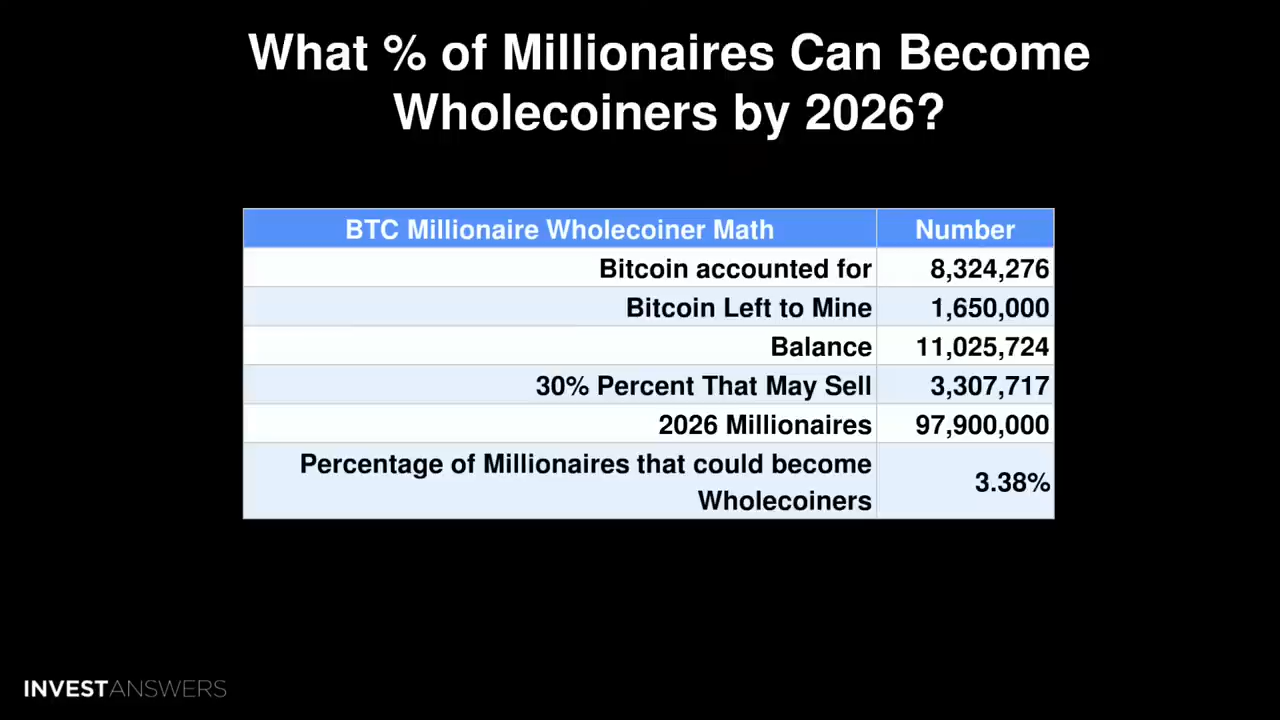 What % of Millionaires Can Become
Wholecoiners by 2026?
BTC Millionaire Wholecoiner Math Number
Bitcoin accounted for 8,324,276
Bitcoin Left to Mine 1,650,000
Balance 11,025,724
30% Percent That May Sell 3,307,717
2026 Millionaires 97,900,000
Percentage of Millionaires that could become
Wholecoiners 3.38%
INVESTANSWERS